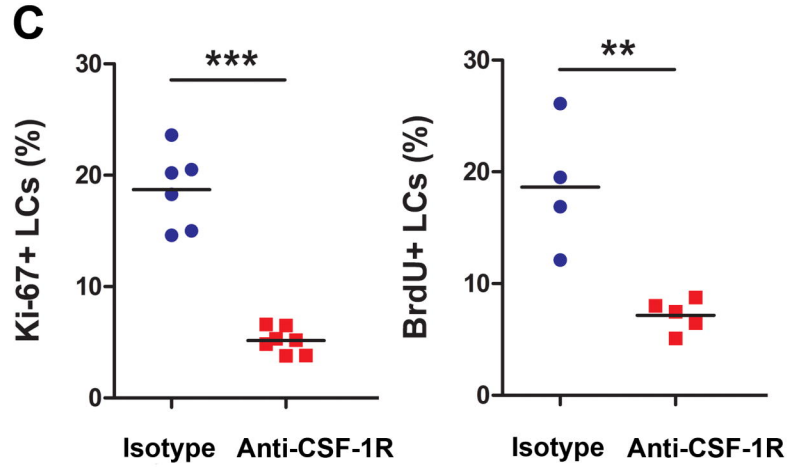 C
Ki-67+ LCs (%)
30
20
10
0
***
Isotype
Anti-CSF-1R
BrdU+ LCs (%)
30
20
10
0
**
Isotype
Anti-CSF-1R